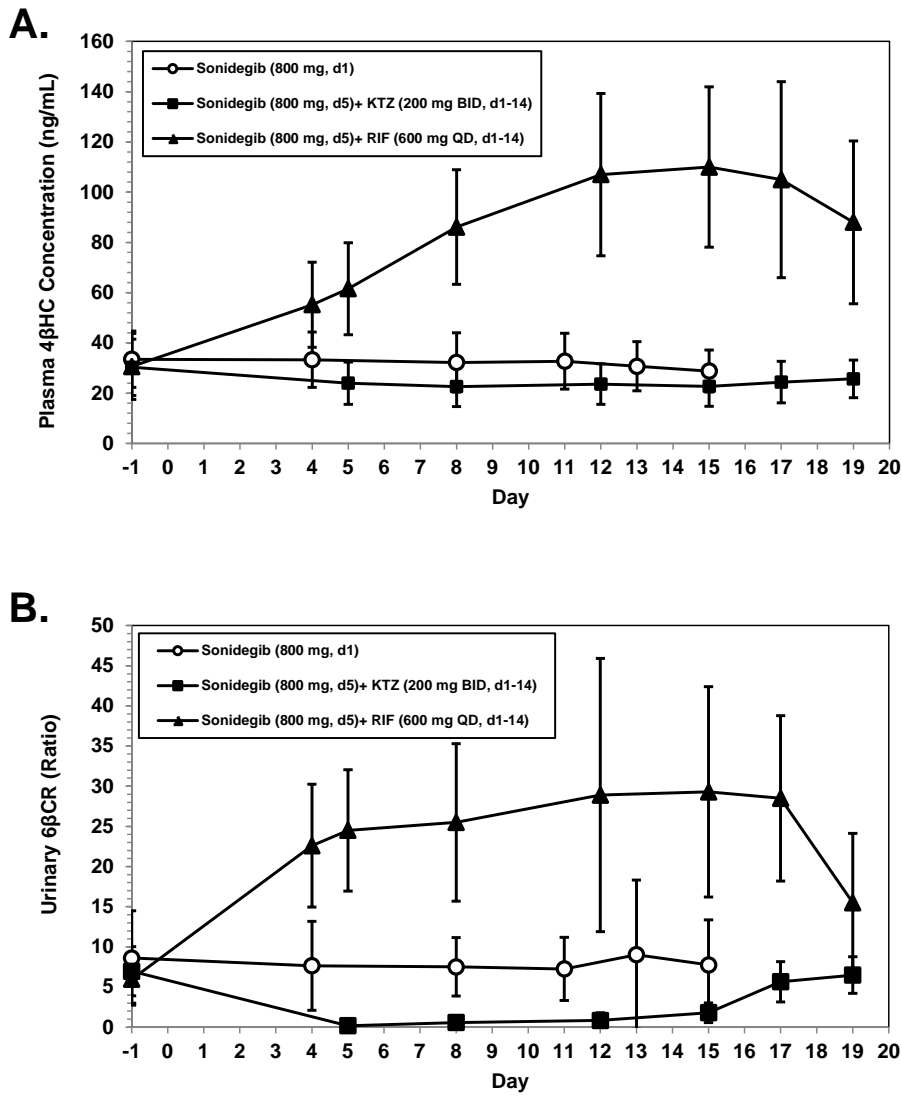 A.
160
140
120
100
80
60
40
20
0
Plasma 4βHC Concentration (ng/mL)
Sonidegib (800 mg, d1)
Sonidegib (800 mg, d5)+ KTZ (200 mg BID, d1-14)
Sonidegib (800 mg, d5)+ RIF (600 mg QD, d1-14)
-1 0 1 2 3 4 5 6 7 8 9 10 11 12 13 14 15 16 17 18 19 20
Day
B.
50
45
40
35
30
25
20
15
10
5
0
Urinary 6βCR (Ratio)
Sonidegib (800 mg, d1)
Sonidegib (800 mg, d5)+ KTZ (200 mg BID, d1-14)
Sonidegib (800 mg, d5)+ RIF (600 mg QD, d1-14)
-1 0 1 2 3 4 5 6 7 8 9 10 11 12 13 14 15 16 17 18 19 20
Day